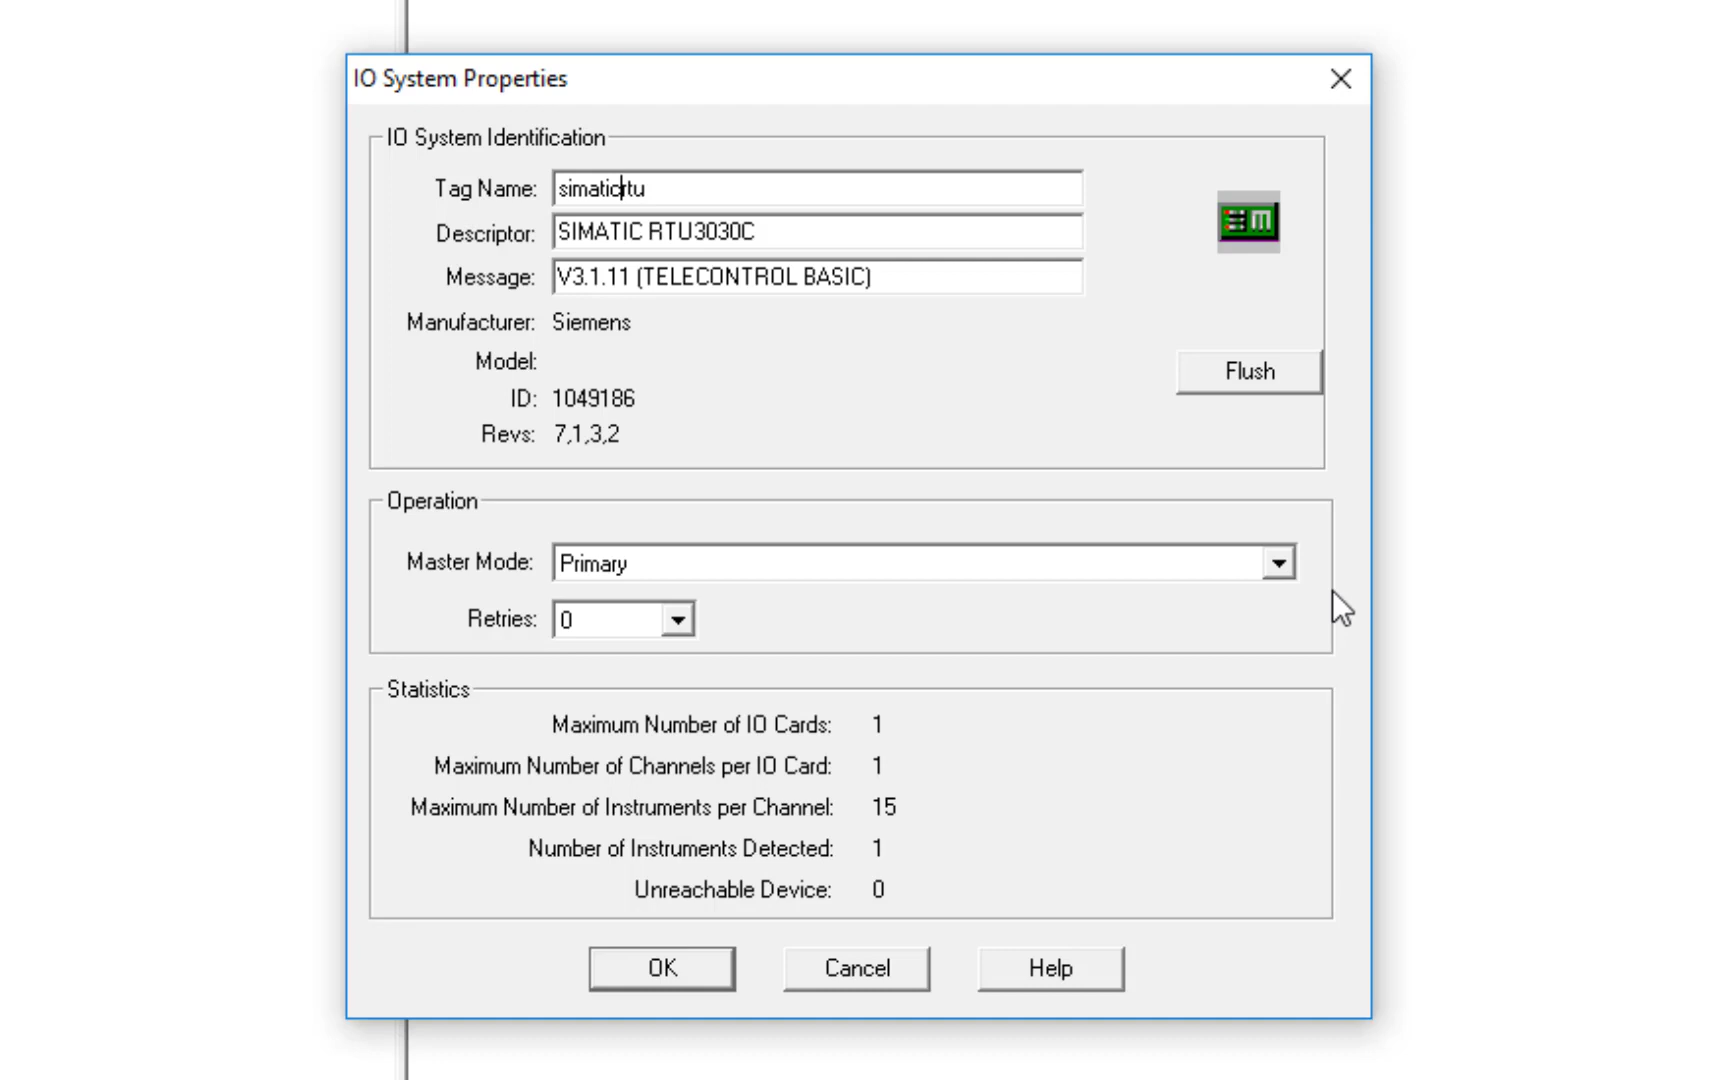 IO System Properties
IO System Identification
Tag Name: simaticrtu
Descriptor: SIMATIC RTU3030C
Message: V3.1.11 (TELECONTROL BASIC)
Manufacturer: Siemens
Model:
Flush
ID: 1049186
Revs: 7,1,3,2
Operation
Master Mode: Primary
Retries: 0
Statistics
Maximum Number of IO Cards: 1
Maximum Number of Channels per IO Card: 1
Maximum Number of Instruments per Channel: 15
Number of Instruments Detected: 1
Unreachable Device: 0
OK Cancel Help